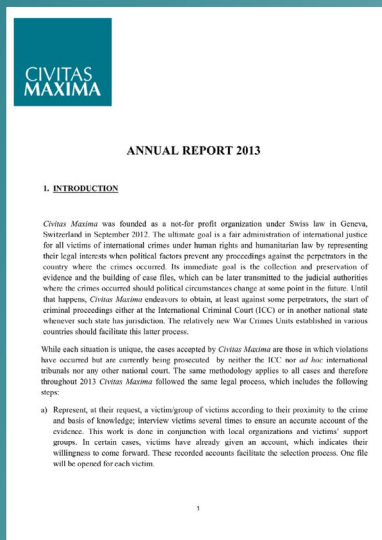 CIVITAS
MAXIMA
ANNUAL REPORT 2013
1. INTRODUCTION
Civitas Maxima was founded as a not-for profit organization under Swiss law in Geneva,
Switzerland in September 2012. The ultimate goal is a fair administration of international justice
for all victims of international crimes under human rights and humanitarian law by representing
their legal interests when political factors prevent any proceedings against the perpetrators in the
country where the crimes occurred. Its immediate goal is the collection and preservation of
evidence and the building of case files, which can be later transmitted to the judicial authorities
where the crimes occurred should political circumstances change at some point in the future. Until
that happens, Civitas Maxima endeavors to obtain, at least against some perpetrators, the start of
criminal proceedings either at the International Criminal Court (ICC) or in another national state
whenever such state has jurisdiction. The relatively new War Crimes Units established in various
countries should facilitate this latter process.
While each situation is unique, the cases accepted by Civitas Maxima are those in which violations
have occurred but are currently being prosecuted by neither the ICC nor ad hoc international
tribunals nor any other national court. The same methodology applies to all cases and therefore
throughout 2013 Civitas Maxima followed the same legal process, which includes the following
steps:
a) Represent, at their request, a victim/group of victims according to their proximity to the crime
and basis of knowledge; interview victims several times to ensure an accurate account of the
evidence. This work is done in conjunction with local organizations and victims' support
groups. In certain cases, victims have already given an account, which indicates their
willingness to come forward. These recorded accounts facilitate the selection process. One file
will be opened for each victim.